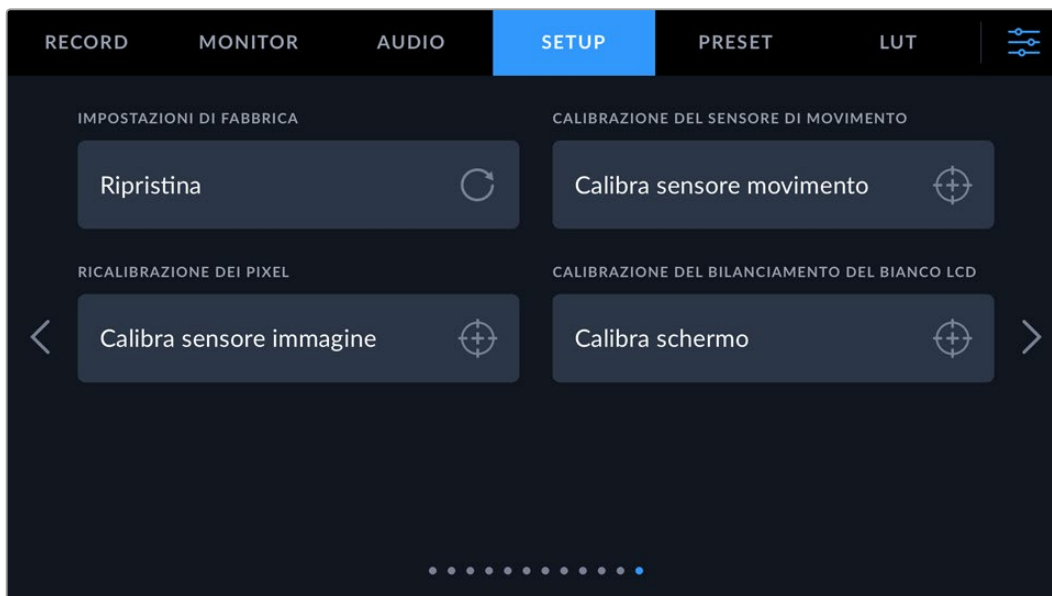 RECORD MONITOR AUDIO SETUP PRESET LUT
IMPOSTAZIONI DI FABBRICA
Ripristina
CALIBRAZIONE DEL SENSORE DI MOVIMENTO
Calibra sensore movimento
RICALIBRAZIONE DEI PIXEL
Calibra sensore immagine
CALIBRAZIONE DEL BILANCIAMENTO DEL BIANCO LCD
Calibra schermo